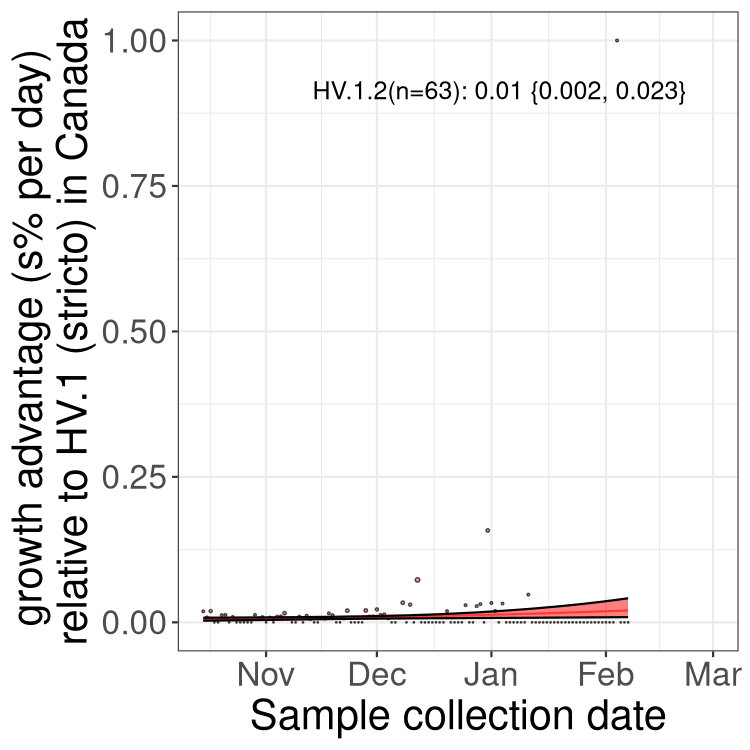 growth advantage (s% per day)
relative to HV.1 (stricto) in Canada
1.00
HV.1.2(n=63): 0.01 {0.002, 0.023}
0.75
0.50
0.25
0.00
Nov Dec Jan Feb Mar
Sample collection date